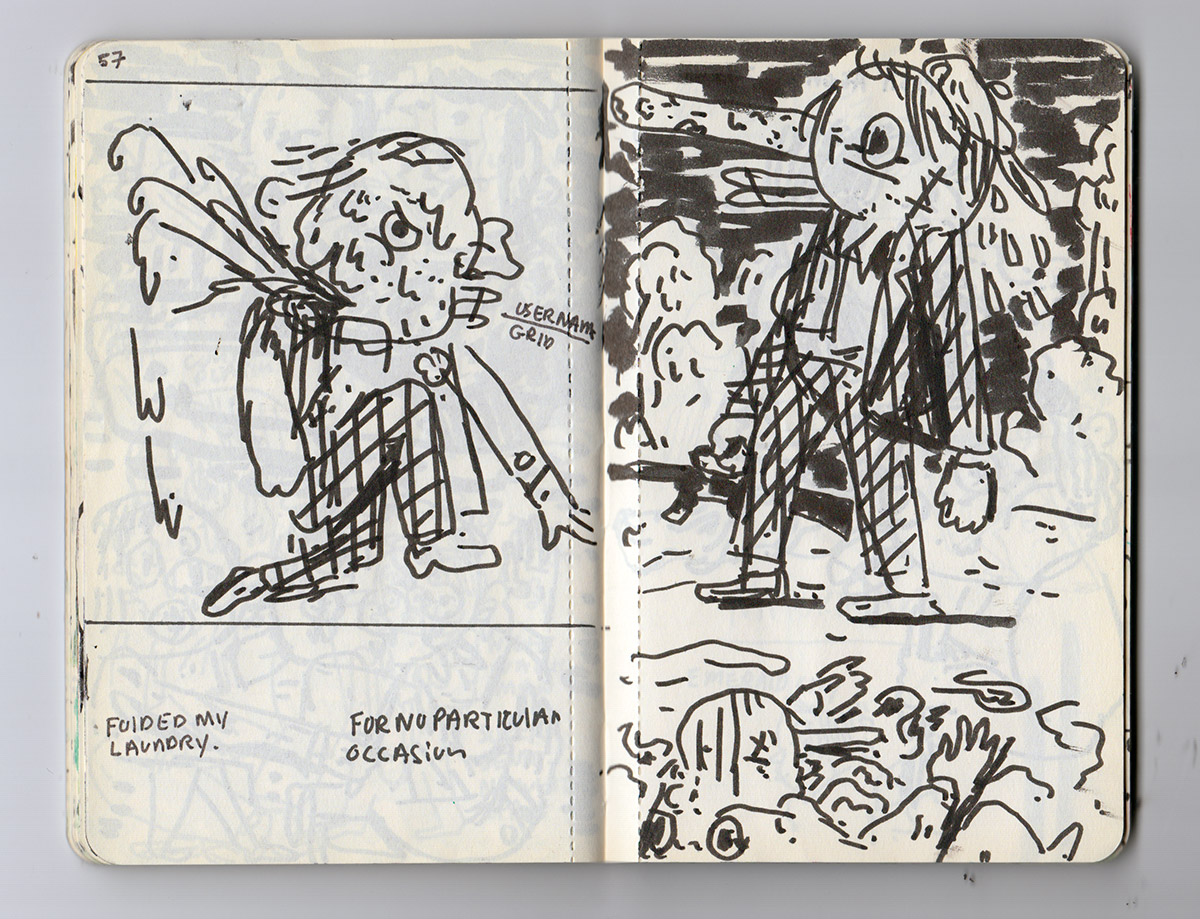 57
USERNAME
GRID
FOLDED MY
LAUNDRY.
FOR NO PARTICULAR
OCCASION